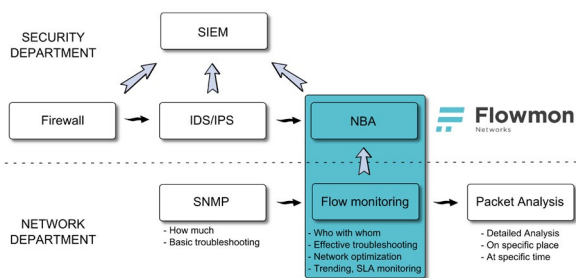 SECURITY
DEPARTMENT
SIEM
Firewall
IDS/IPS
NBA
Flowmon
Networks
NETWORK
DEPARTMENT
SNMP
- How much
- Basic troubleshooting
Flow monitoring
- Who with whom
- Effective troubleshooting
- Network optimization
- Trending, SLA monitoring
Packet Analysis
- Detailed Analysis
- On specific place
- At specific time